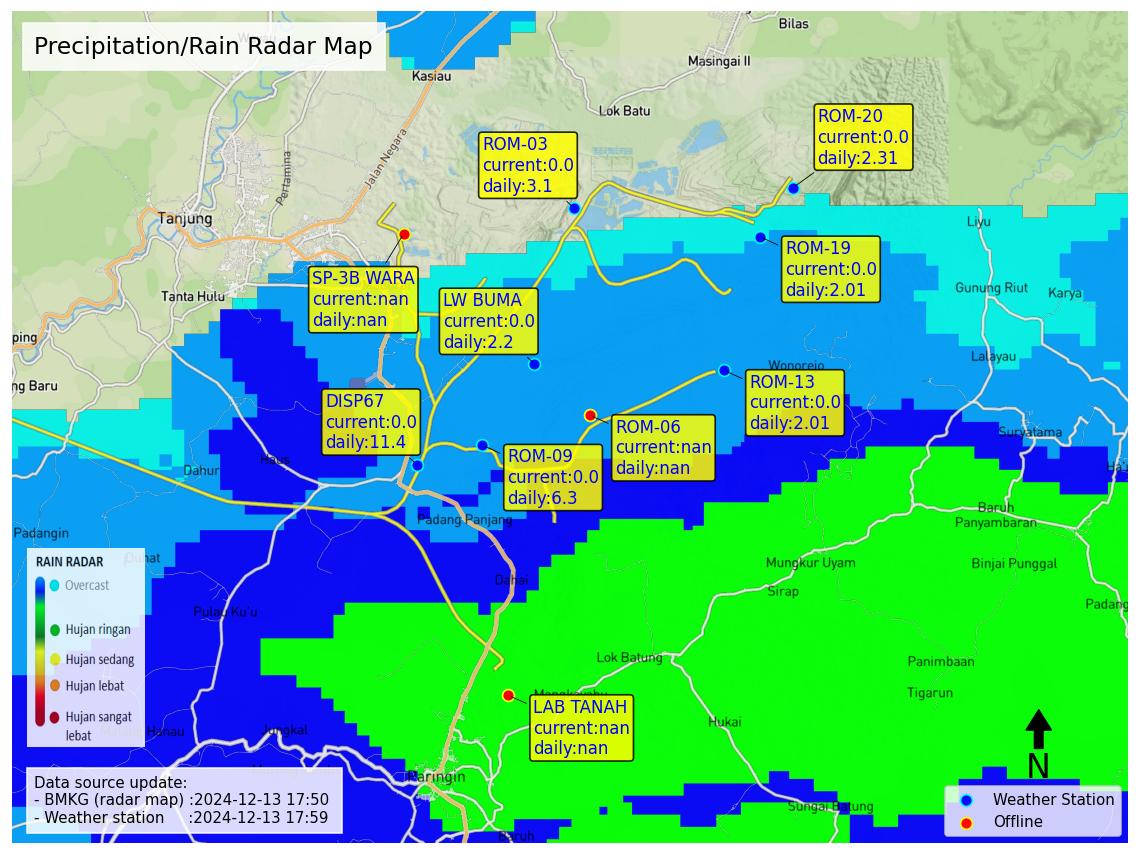 Precipitation/Rain Radar Map
Bilas
Masingai II
Kasiau
Lok Batu
Jalan Negara
Pertamina
Tanjung
Tanta Hulu
ping
ng Baru
ROM-20
current:0.0
daily:2.31
ROM-03
current:0.0
daily:3.1
ROM-19
current:0.0
daily:2.01
SP-3B WARA
current:nan
daily:nan
LW BUMA
current:0.0
daily:2.2
Liyu
Gunung Riut
Karya
Lalayau
Wonorejo
ROM-13
current:0.0
daily:2.01
DISP67
current:0.0
daily:11.4
ROM-06
current:nan
daily:nan
ROM-09
current:0.0
daily:6.3
Suryatama
Haus
Dahur
Padangin
Padang Panjang
Baruh
Panyambaran
Mungkur Uyam
Binjai Punggal
Dahai
Sirap
Padang
Pulau Ku'u
RAIN RADAR
Overcast
Hujan ringan
Hujan sedang
Hujan lebat
Hujan sangat
lebat
Lok Batung
Panimbaan
Tigarun
LAB TANAH
current:nan
daily:nan
Hukai
Jungkal
Hanau
Paringin
Sungai Batung
Baruh
N
Data source update:
- BMKG (radar map) :2024-12-13 17:50
- Weather station :2024-12-13 17:59
Weather Station
Offline